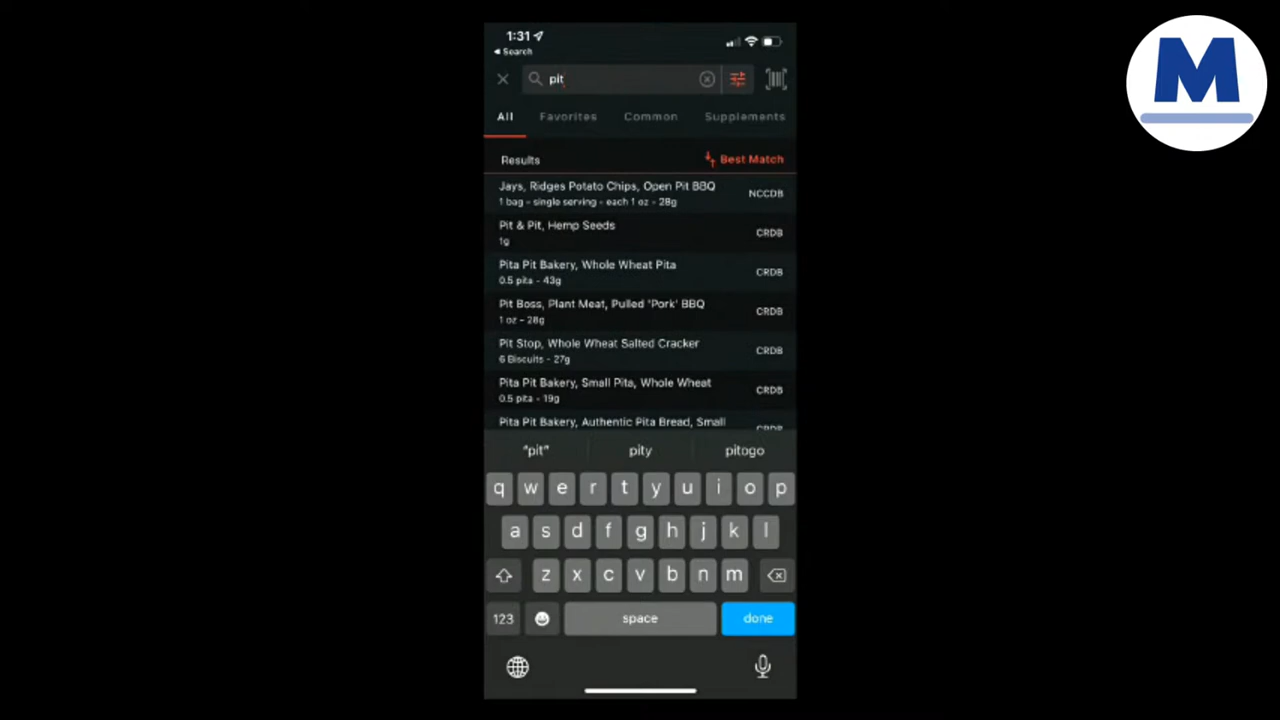 1:31
Search
pit
All Favorites Common Supplements
Results Best Match
Jays, Ridges Potato Chips, Open Pit BBQ
1 bag - single serving - each 1 oz - 28g
NCCDB
Pit & Pit, Hemp Seeds
1g
CRDB
Pita Pit Bakery, Whole Wheat Pita
0.5 pita - 43g
CRDB
Pit Boss, Plant Meat, Pulled 'Pork' BBQ
1 oz - 28g
CRDB
Pit Stop, Whole Wheat Salted Cracker
6 Biscuits - 27g
CRDB
Pita Pit Bakery, Small Pita, Whole Wheat
0.5 pita - 19g
CRDB
Pita Pit Bakery, Authentic Pita Bread, Small
CRDB
"pit" pity pitogo
q w e r t y u i o p
a s d f g h j k l
z x c v b n m
123 space done
M